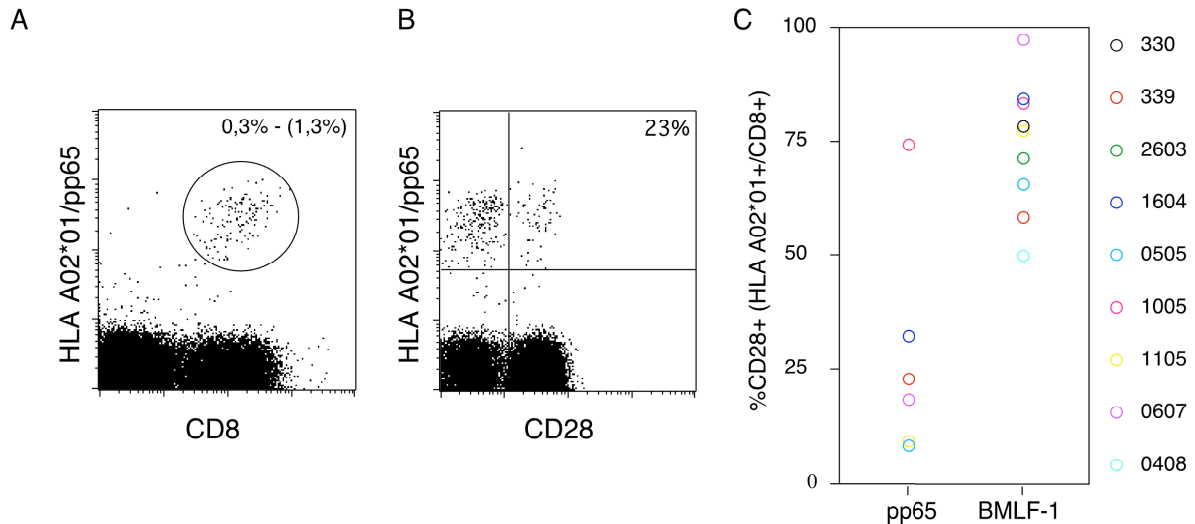 A
HLA A02*01/pp65
0,3% - (1,3%)
CD8
B
HLA A02*01/pp65
23%
CD28
C
%CD28+ (HLA A02*01+/CD8+)
100
75
50
25
0
pp65
BMLF-1
330
339
2603
1604
0505
1005
1105
0607
0408